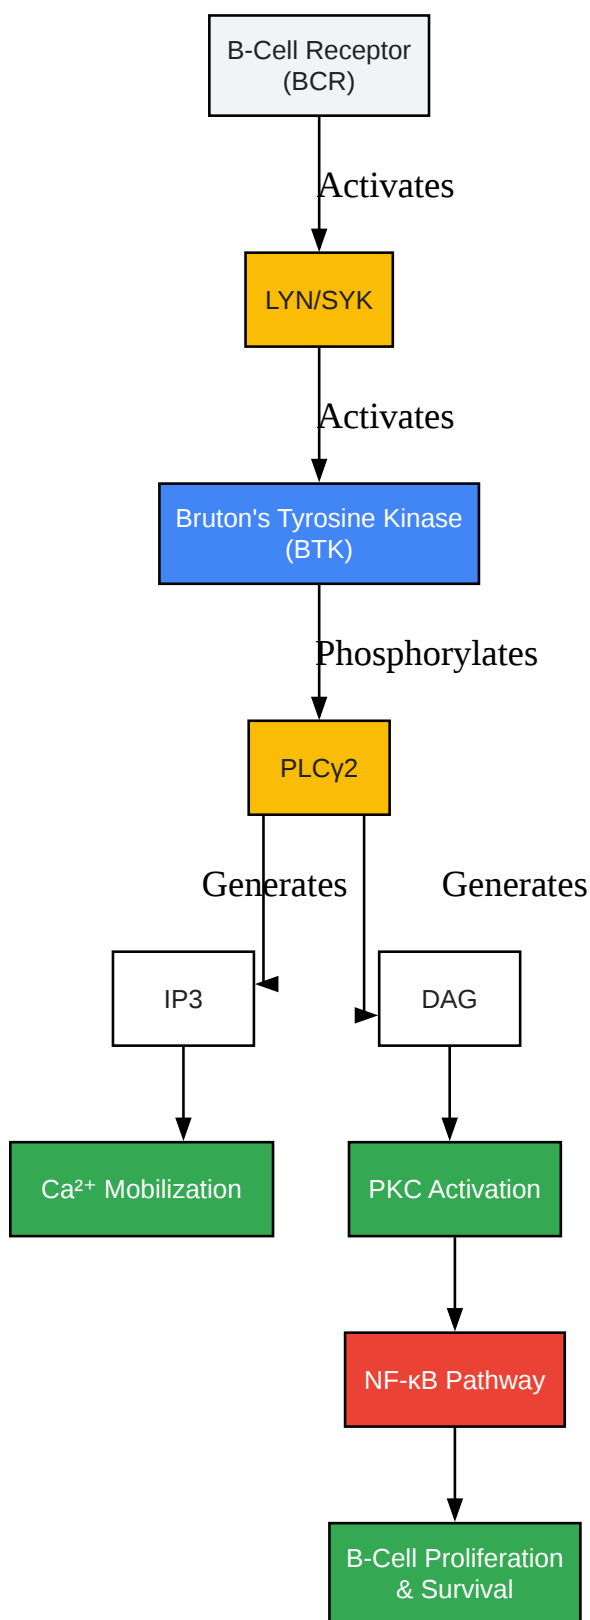 B-Cell Receptor
(BCR)
Activates
LYN/SYK
Activates
Bruton's Tyrosine Kinase
(BTK)
Phosphorylates
PLCγ2
Generates
Generates
IP3
DAG
Ca²⁺ Mobilization
PKC Activation
NF-κB Pathway
B-Cell Proliferation
& Survival